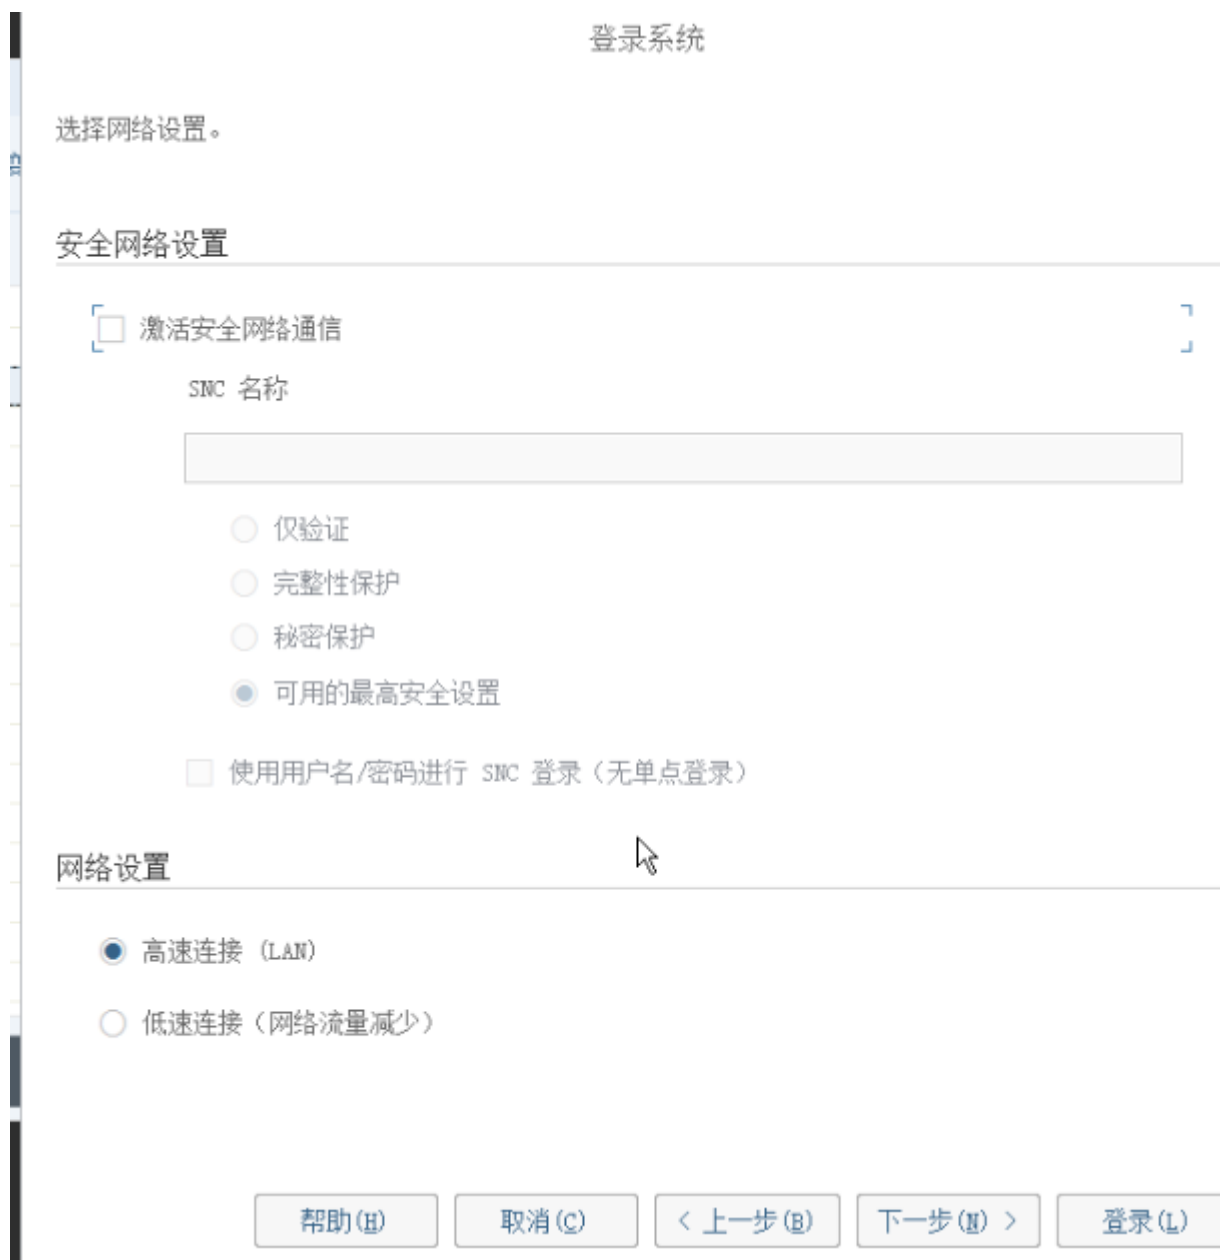 登录系统
选择网络设置。
安全网络设置
激活安全网络通信
SNC 名称
仅验证
完整性保护
秘密保护
可用的最高安全设置
使用用户名/密码进行 SNC 登录（无单点登录）
网络设置
高速连接 (LAN)
低速连接（网络流量减少）
帮助(H) 取消(C) < 上一步(B) 下一步(N) > 登录(L)